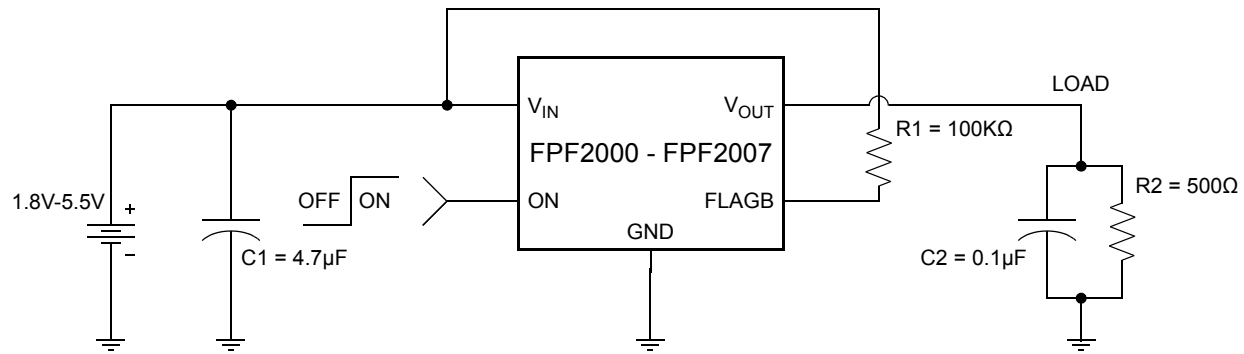 LOAD
V_IN
V_OUT
R1 = 100KΩ
FPF2000 - FPF2007
1.8V-5.5V
+
−
OFF
ON
ON
FLAGB
R2 = 500Ω
GND
C1 = 4.7µF
C2 = 0.1µF